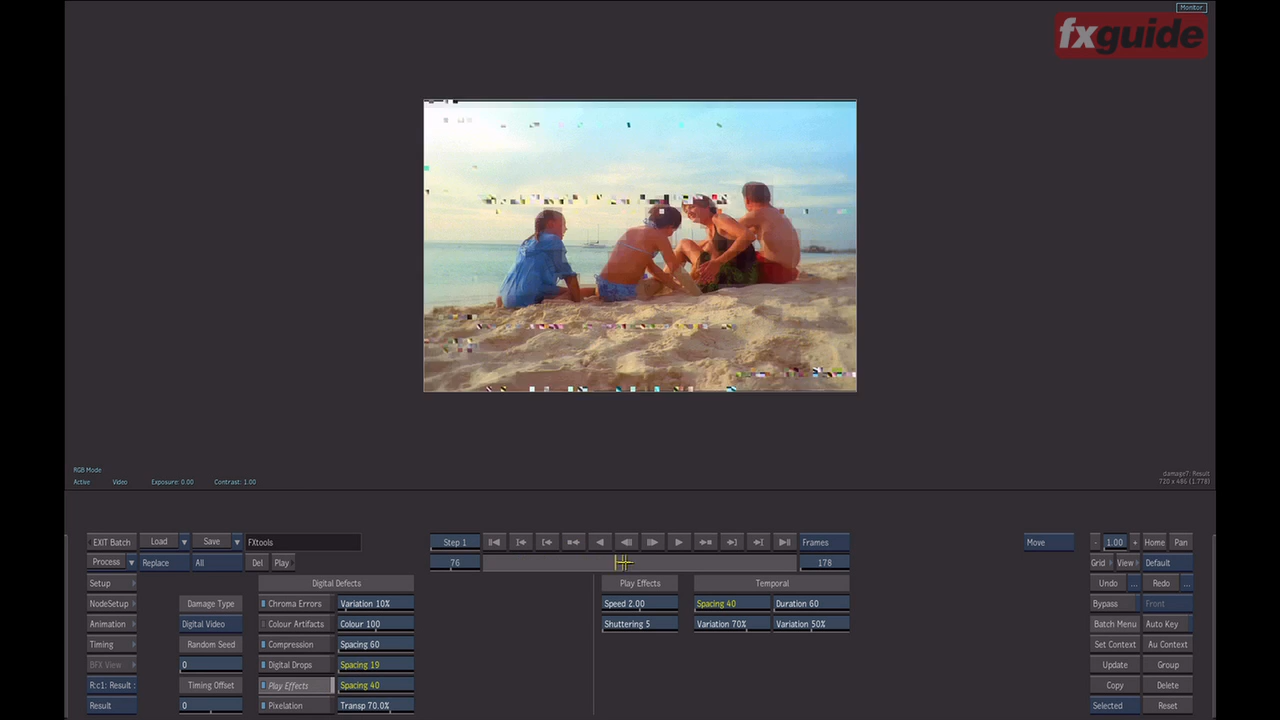 Monitor
fxguide
RGB Mode
Active Video Exposure: 0.00 Contrast: 1.00
damage7: Result
720 x 486 (1.778)
EXIT Batch Load Save FXtools Step 1 Frames Move - 1.00 + Home Pan
Process Replace All Del Play 76 178 Grid View Default
Setup Digital Defects Play Effects Temporal Undo ... Redo ...
NodeSetup Damage Type Chroma Errors Variation 10% Speed 2.00 Spacing 40 Duration 60 Bypass Front
Animation Digital Video Colour Artifacts Colour 100 Shuttering 5 Variation 70% Variation 50% Batch Menu Auto Key
Timing Random Seed Compression Spacing 60 Set Context Au Context
BFX View 0 Digital Drops Spacing 19 Update Group
R:c1: Result : Timing Offset Play Effects Spacing 40 Copy Delete
Result 0 Pixelation Transp 70.0% Selected Reset